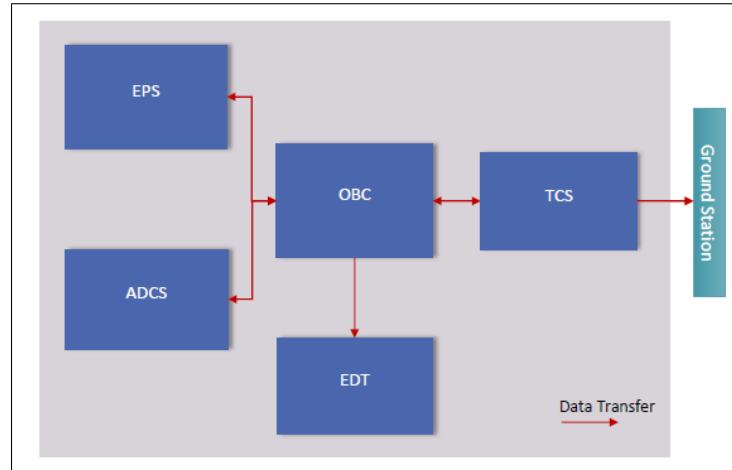 EPS
OBC
TCS
Ground Station
ADCS
EDT
Data Transfer